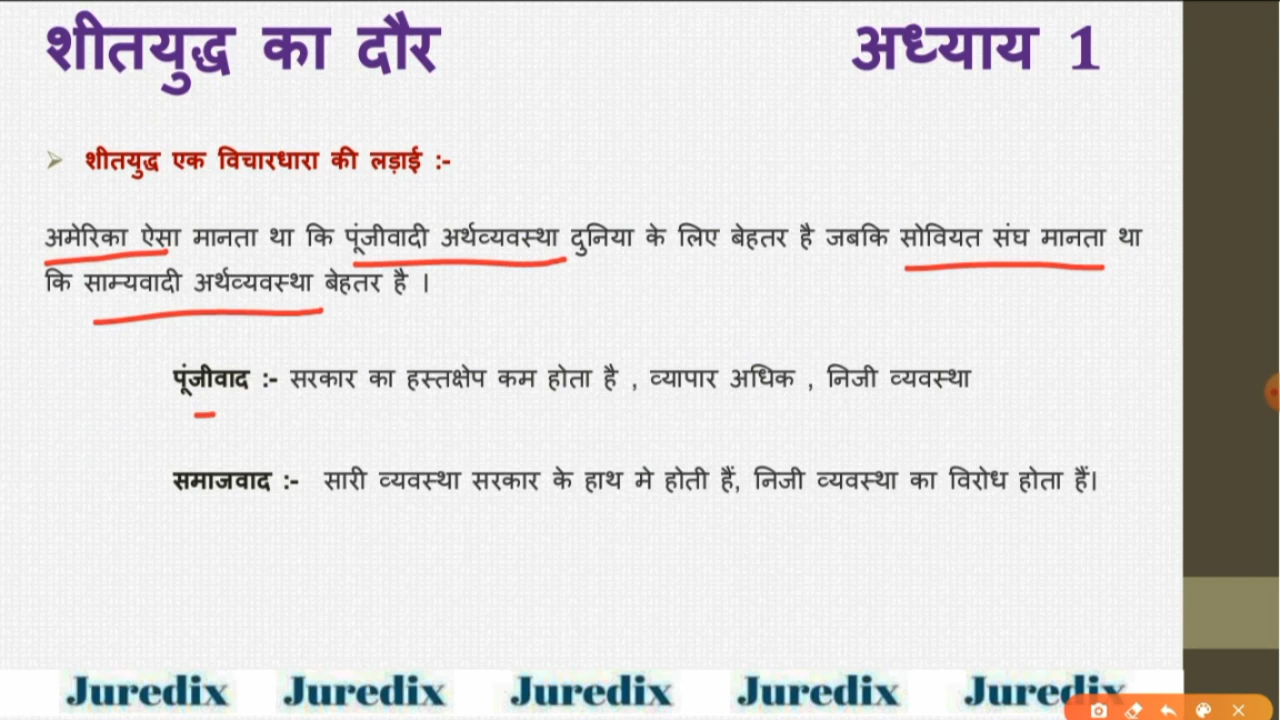 शीतयुद्ध का दौर अध्याय 1
शीतयुद्ध एक विचारधारा की लड़ाई :-
अमेरिका ऐसा मानता था कि पूंजीवादी अर्थव्यवस्था दुनिया के लिए बेहतर है जबकि सोवियत संघ मानता था
कि साम्यवादी अर्थव्यवस्था बेहतर है ।
पूंजीवाद :- सरकार का हस्तक्षेप कम होता है , व्यापार अधिक , निजी व्यवस्था
समाजवाद :- सारी व्यवस्था सरकार के हाथ मे होती हैं, निजी व्यवस्था का विरोध होता हैं।
Juredix Juredix Juredix Juredix Juredix